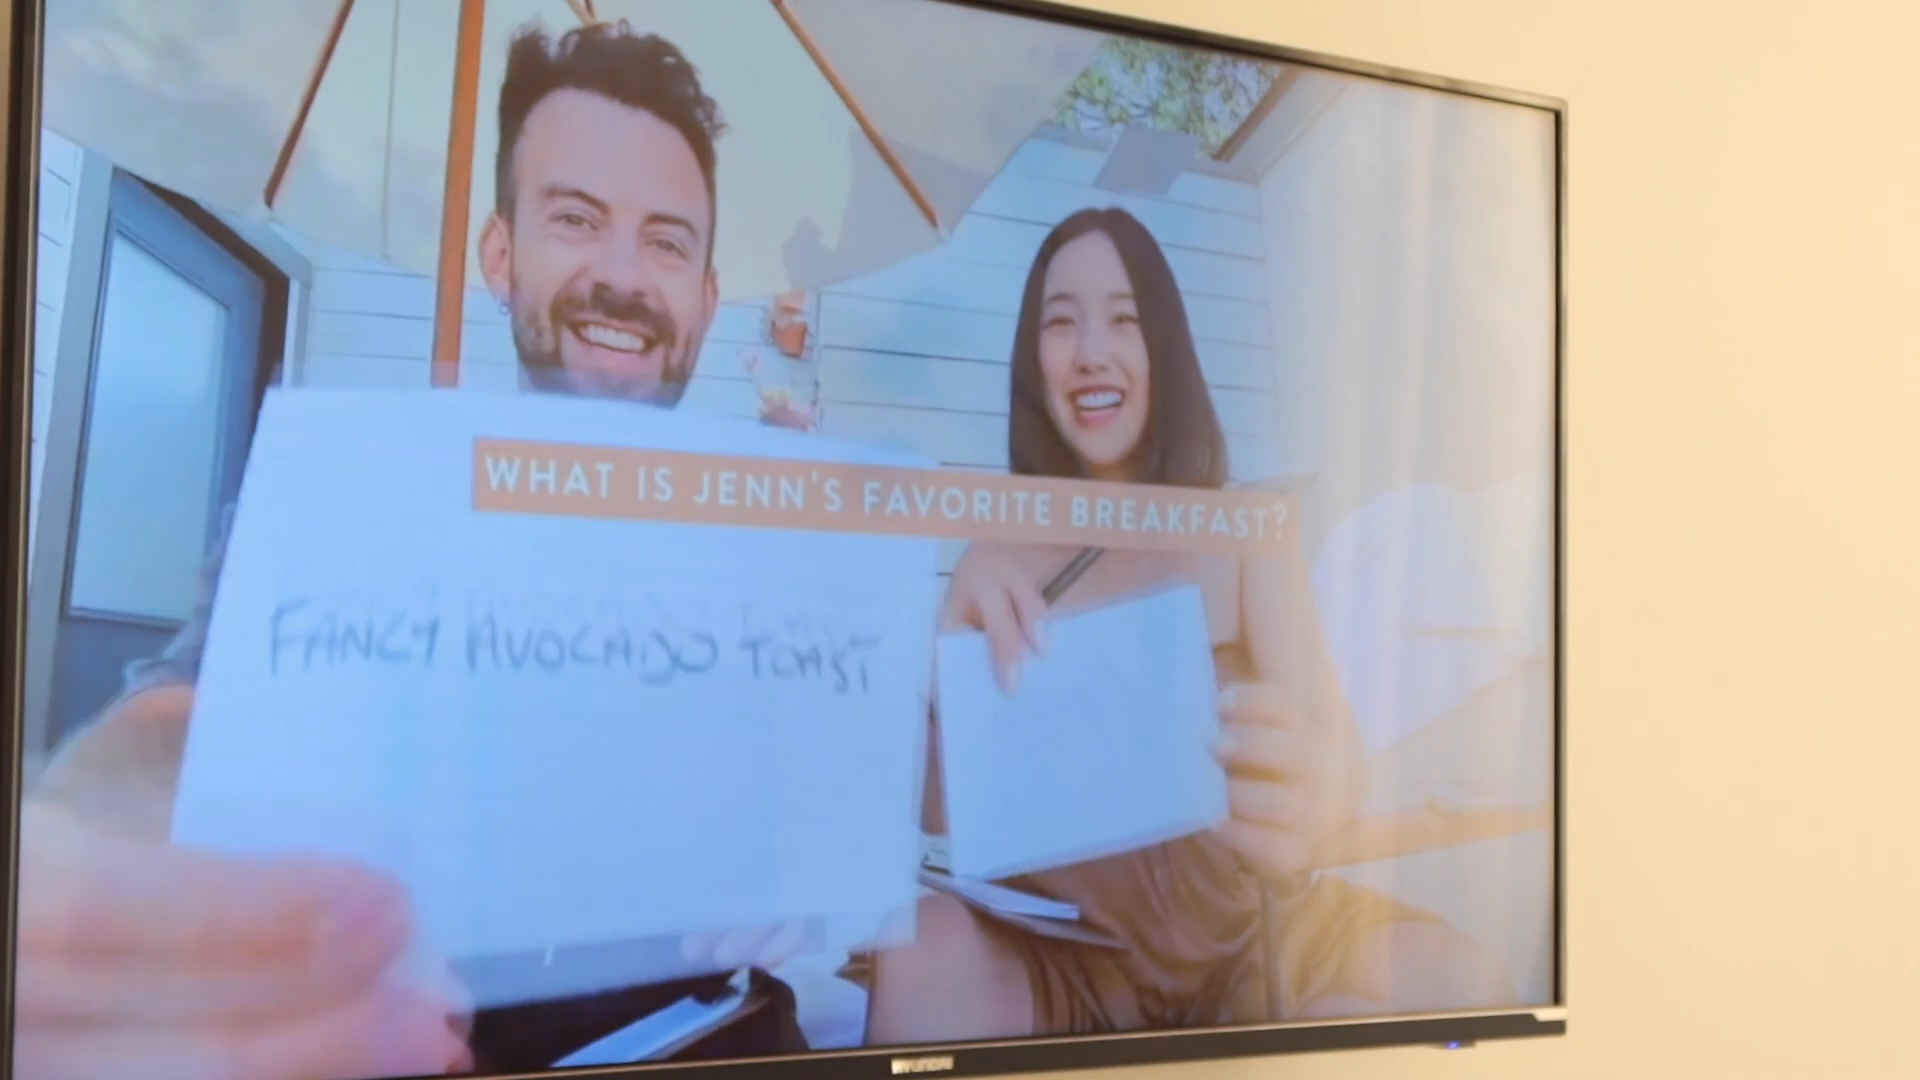 WHAT IS JENN'S FAVORITE BREAKFAST?
FANCY AVOCADO TOAST
HYUNDAI